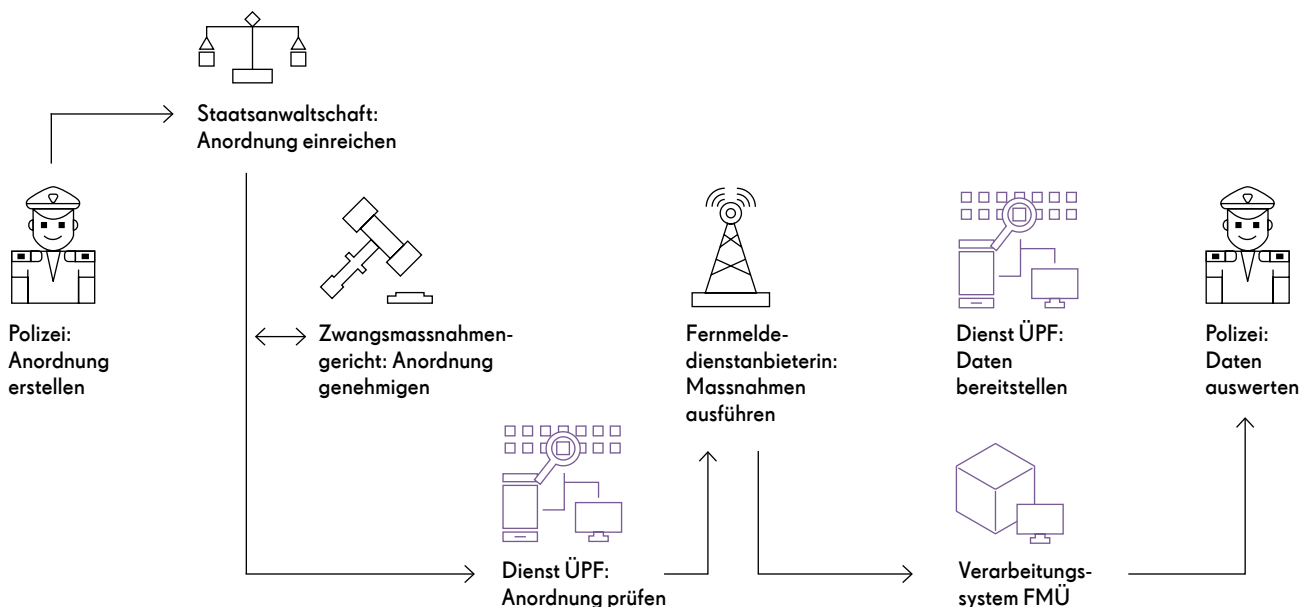 Staatsanwaltschaft:
Anordnung einreichen
Polizei:
Anordnung
erstellen
Zwangsmassnahmen-
gericht: Anordnung
genehmigen
Fernmelde-
dienstanbieterin:
Massnahmen
ausführen
Dienst ÜPF:
Daten
bereitstellen
Polizei:
Daten
auswerten
Dienst ÜPF:
Anordnung prüfen
Verarbeitungs-
system FMÜ